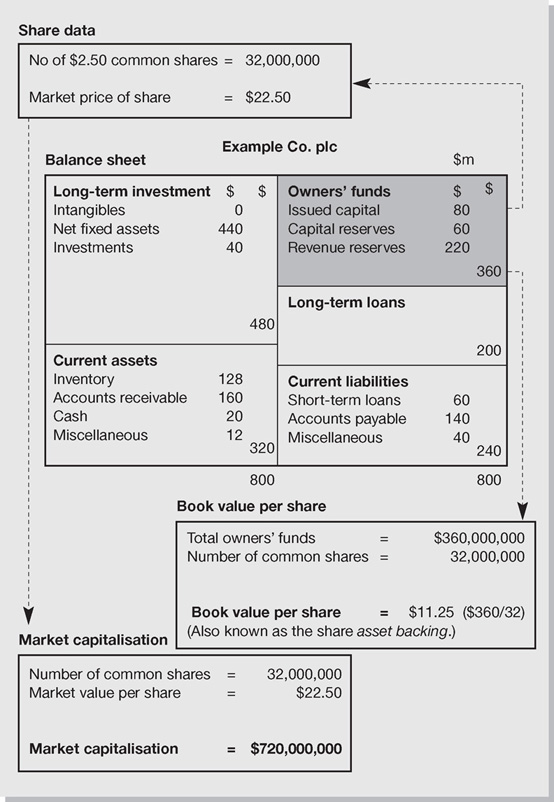 Share data
No of $2.50 common shares = 32,000,000
Market price of share = $22.50
Example Co. plc
Balance sheet $m
Long-term investment $ $
Intangibles 0
Net fixed assets 440
Investments 40
480
Current assets
Inventory 128
Accounts receivable 160
Cash 20
Miscellaneous 12
320
800
Owners' funds $ $
Issued capital 80
Capital reserves 60
Revenue reserves 220
360
Long-term loans
200
Current liabilities
Short-term loans 60
Accounts payable 140
Miscellaneous 40
240
800
Book value per share
Total owners' funds = $360,000,000
Number of common shares = 32,000,000
Book value per share = $11.25 ($360/32)
(Also known as the share asset backing.)
Market capitalisation
Number of common shares = 32,000,000
Market value per share = $22.50
Market capitalisation = $720,000,000